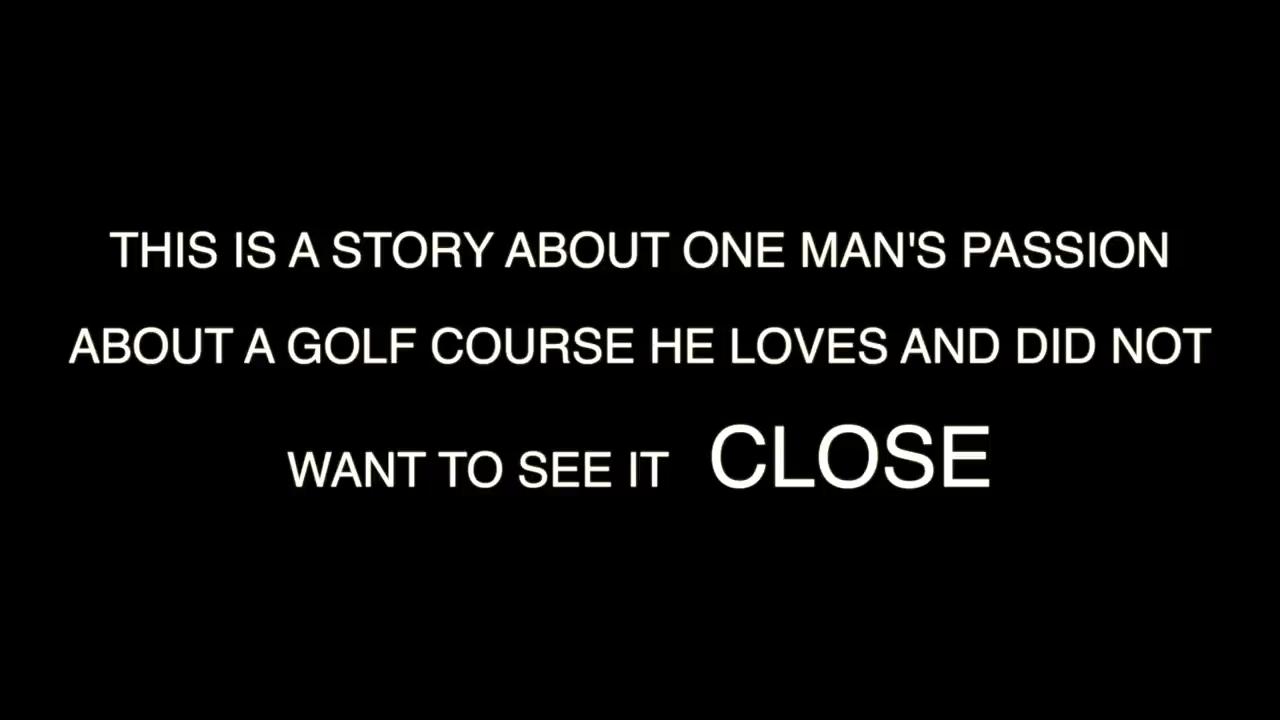 THIS IS A STORY ABOUT ONE MAN'S PASSION
ABOUT A GOLF COURSE HE LOVES AND DID NOT
WANT TO SEE IT CLOSE